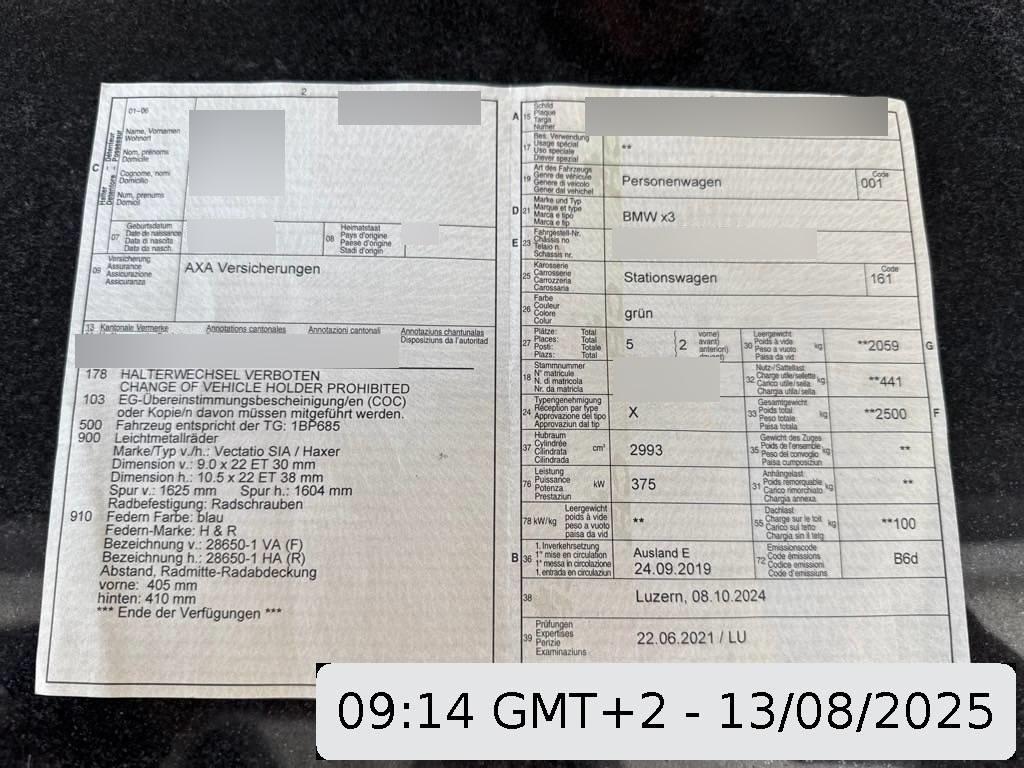 2
01-06
C
Halter Détenteur
Detentore Possessur
Name, Vornamen
Wohnort
Nom, prénoms
Domicile
Cognome, nomi
Domicilio
Num, prenums
Domicil
07
Geburtsdatum
Date de naissance
Data di nascita
Data da nasch.
08
Heimatstaat
Pays d'origine
Paese d'origine
Stadi d'origin
09
Versicherung
Assurance
Assicurazione
Assicuranza
AXA Versicherungen
13 Kantonale Vermerke Annotations cantonales Annotazioni cantonali Annotaziuns chantunalas
Disposiziuns da l'autoritad
178 HALTERWECHSEL VERBOTEN
CHANGE OF VEHICLE HOLDER PROHIBITED
103 EG-Übereinstimmungsbescheinigung/en (COC)
oder Kopie/n davon müssen mitgeführt werden.
500 Fahrzeug entspricht der TG: 1BP685
900 Leichtmetallräder
Marke/Typ v./h.: Vectatio SIA / Haxer
Dimension v.: 9.0 x 22 ET 30 mm
Dimension h.: 10.5 x 22 ET 38 mm
Spur v.: 1625 mm Spur h.: 1604 mm
Radbefestigung: Radschrauben
910 Federn Farbe: blau
Federn-Marke: H & R
Bezeichnung v.: 28650-1 VA (F)
Bezeichnung h.: 28650-1 HA (R)
Abstand, Radmitte-Radabdeckung
vorne: 405 mm
hinten: 410 mm
*** Ende der Verfügungen ***
A 15
Schild
Plaque
Targa
Numer
17
Bes. Verwendung
Usage spécial
Uso speciale
Diever spezial
**
19
Art des Fahrzeugs
Genre de véhicule
Genere di veicolo
Gener dal vehichel
Personenwagen
Code
001
D 21
Marke und Typ
Marque et type
Marca e tipo
Marca e tip
BMW x3
E 23
Fahrgestell-Nr.
Châssis no
Telaio n.
Schassis nr.
25
Karosserie
Carrosserie
Carrozzeria
Carossaria
Stationswagen
Code
161
26
Farbe
Couleur
Colore
Colur
grün
27
Plätze: Total
Places: Total
Posti: Totale
Plazs: Total
5
2
vorne)
avant)
anteriori)
30
Leergewicht
Poids à vide
Peso a vuoto
Paisa da vid
kg
**2059
G
18
Stammnummer
N° matricule
N. di matricola
Nr. da matricla
32
Nutz-/Sattellast
Charge utile/sellette
Carico utile/sella
Chargia utila/sella
kg
**441
24
Typengenehmigung
Réception par type
Approvazione del tipo
Approvaziun dal tip
X
33
Gesamtgewicht
Poids total
Peso totale
Paisa totala
kg
**2500
F
37
Hubraum
Cylindrée
Cilindrata
Cilindrada
cm³
2993
35
Gewicht des Zuges
Poids de l'ensemble
Peso del convoglio
Paisa cumposiziun
kg
**
76
Leistung
Puissance
Potenza
Prestaziun
kW
375
31
Anhängelast
Poids remorquable
Carico rimorchiato
Chargia annexa
kg
**
78 kW/kg
Leergewicht
poids à vide
peso a vuoto
paisa da vid
**
55
Dachlast
Charge sur le toit
Carico sul tetto
Chargia sin il tetg
kg
**100
B 36
1. Inverkehrsetzung
1re mise en circulation
1a messa in circolazione
1. entrada en circulaziun
Ausland E
24.09.2019
72
Emissionscode
Code émissions
Codice emissioni
Code d'emissiuns
B6d
38
Luzern, 08.10.2024
39
Prüfungen
Expertises
Perizie
Examinaziuns
22.06.2021 / LU
09:14 GMT+2 - 13/08/2025